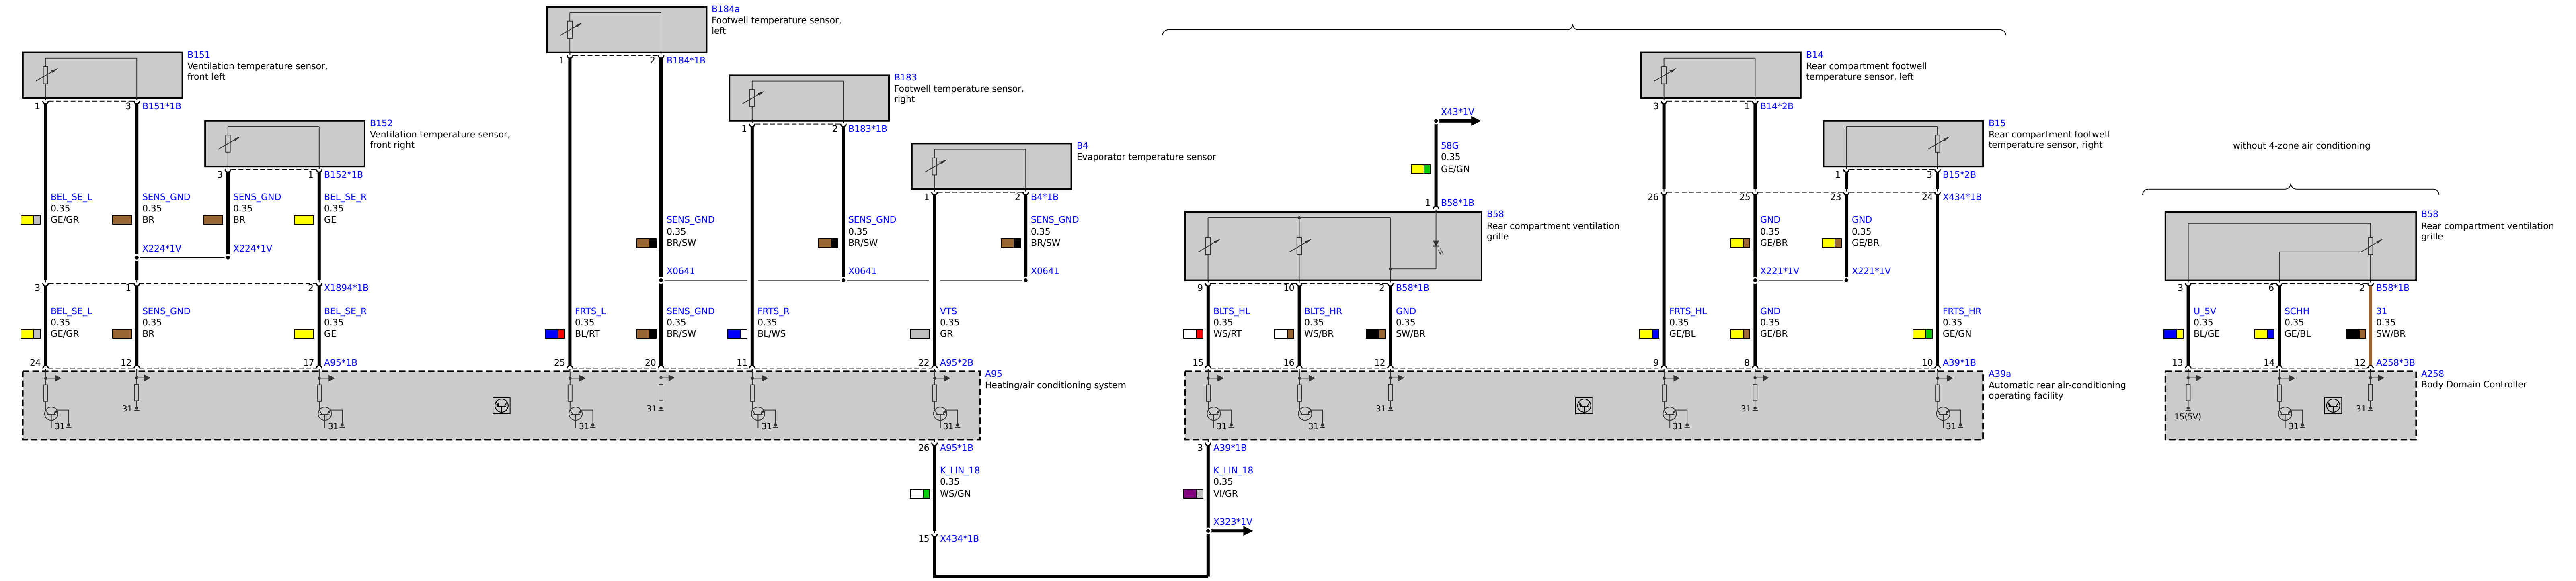 B184a
Footwell temperature sensor,
left
B151
Ventilation temperature sensor,
front left
B14
Rear compartment footwell
temperature sensor, left
1
2
B184*1B
B183
Footwell temperature sensor,
right
1
3
B151*1B
3
1
B14*2B
X43*1V
B152
Ventilation temperature sensor,
front right
1
2
B183*1B
B15
Rear compartment footwell
temperature sensor, right
B4
Evaporator temperature sensor
58G
0.35
GE/GN
without 4-zone air conditioning
3
1
B152*1B
1
3
B15*2B
BEL_SE_L
0.35
GE/GR
SENS_GND
0.35
BR
SENS_GND
0.35
BR
BEL_SE_R
0.35
GE
1
2
B4*1B
1
B58*1B
26
25
23
24
X434*1B
SENS_GND
0.35
BR/SW
SENS_GND
0.35
BR/SW
SENS_GND
0.35
BR/SW
B58
Rear compartment ventilation
grille
GND
0.35
GE/BR
GND
0.35
GE/BR
B58
Rear compartment ventilation
grille
X224*1V
X224*1V
X0641
X0641
X0641
X221*1V
X221*1V
3
1
2
X1894*1B
9
10
2
B58*1B
3
6
2
B58*1B
BEL_SE_L
0.35
GE/GR
SENS_GND
0.35
BR
BEL_SE_R
0.35
GE
FRTS_L
0.35
BL/RT
SENS_GND
0.35
BR/SW
FRTS_R
0.35
BL/WS
VTS
0.35
GR
BLTS_HL
0.35
WS/RT
BLTS_HR
0.35
WS/BR
GND
0.35
SW/BR
FRTS_HL
0.35
GE/BL
GND
0.35
GE/BR
FRTS_HR
0.35
GE/GN
U_5V
0.35
BL/GE
SCHH
0.35
GE/BL
31
0.35
SW/BR
24
12
17
A95*1B
25
20
11
22
A95*2B
15
16
12
9
8
10
A39*1B
13
14
12
A258*3B
A95
Heating/air conditioning system
A39a
Automatic rear air-conditioning
operating facility
A258
Body Domain Controller
31
31
31
31
31
31
31
31
31
31
31
31
31
15(5V)
31
31
26
A95*1B
3
A39*1B
K_LIN_18
0.35
WS/GN
K_LIN_18
0.35
VI/GR
X323*1V
15
X434*1B